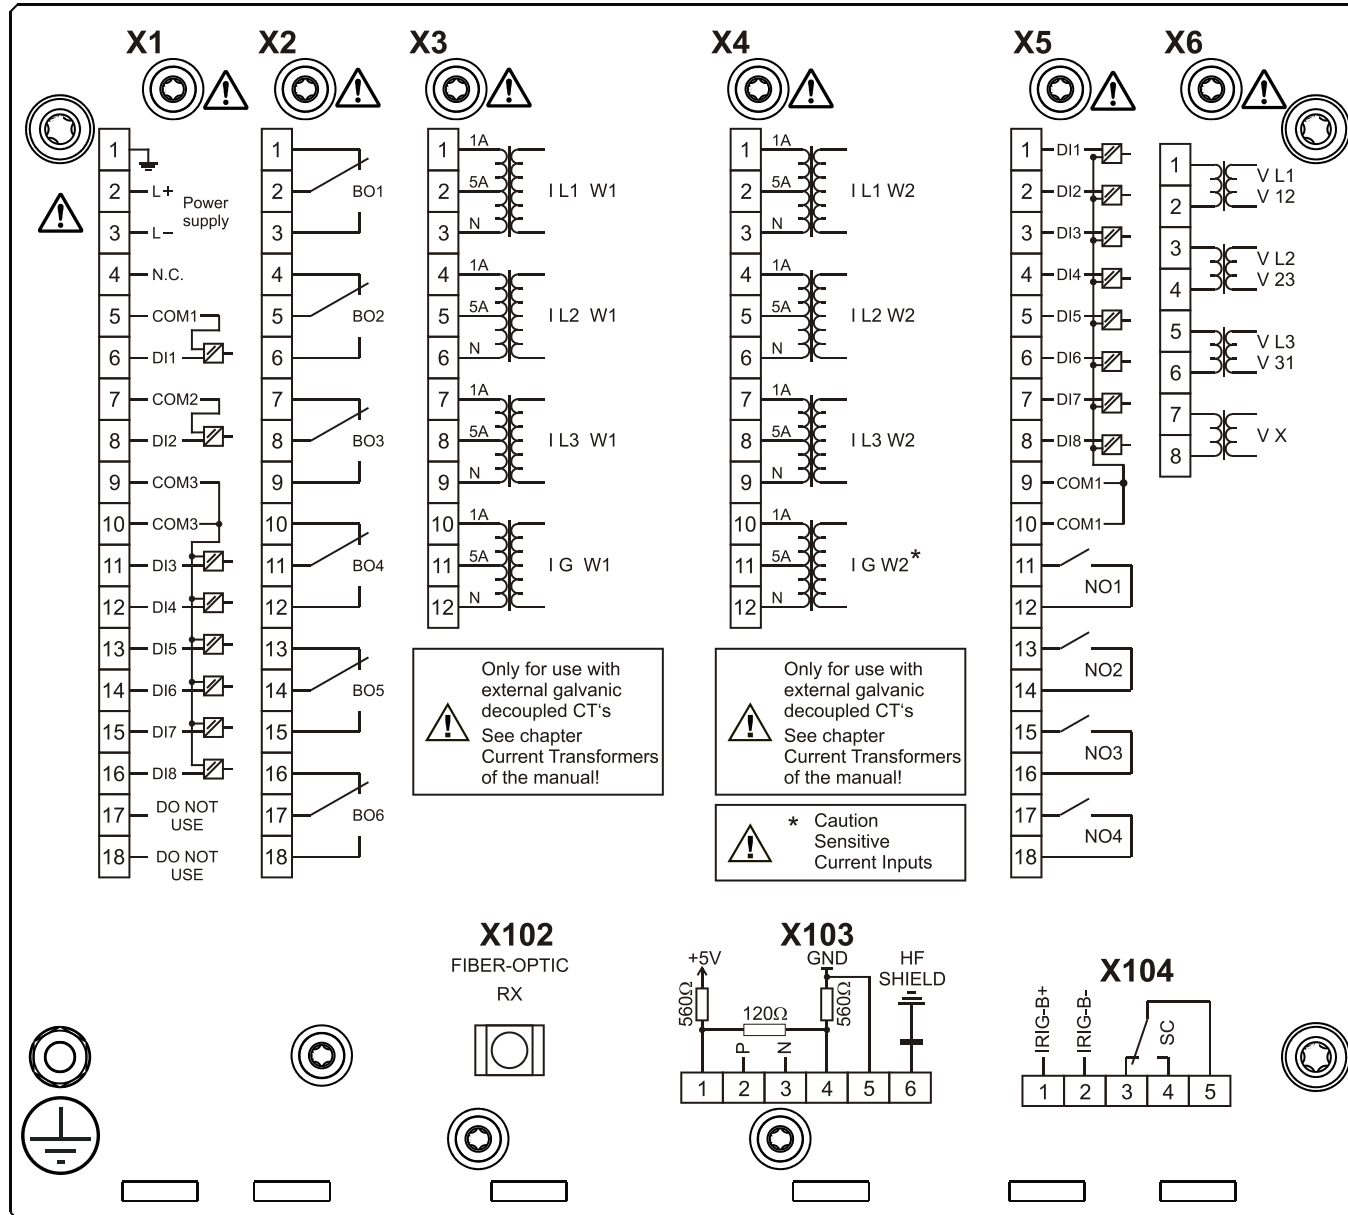 X1
1
2 L+ Power
3 L− supply
4 N.C.
5 COM1
6 DI1
7 COM2
8 DI2
9 COM3
10 COM3
11 DI3
12 DI4
13 DI5
14 DI6
15 DI7
16 DI8
17 DO NOT
USE
18 DO NOT
USE
X2
1
2 BO1
3
4
5 BO2
6
7
8 BO3
9
10
11 BO4
12
13
14 BO5
15
16
17 BO6
18
X3
1 1A
2 5A I L1 W1
3 N
4 1A
5 5A I L2 W1
6 N
7 1A
8 5A I L3 W1
9 N
10 1A
11 5A I G W1
12 N
Only for use with
external galvanic
decoupled CT‘s
See chapter
Current Transformers
of the manual!
X4
1 1A
2 5A I L1 W2
3 N
4 1A
5 5A I L2 W2
6 N
7 1A
8 5A I L3 W2
9 N
10 1A
11 5A I G W2*
12 N
Only for use with
external galvanic
decoupled CT‘s
See chapter
Current Transformers
of the manual!
* Caution
Sensitive
Current Inputs
X5
1 DI1
2 DI2
3 DI3
4 DI4
5 DI5
6 DI6
7 DI7
8 DI8
9 COM1
10 COM1
11
NO1
12
13
NO2
14
15
NO3
16
17
NO4
18
X6
1 V L1
2 V 12
3 V L2
4 V 23
5 V L3
6 V 31
7
V X
8
X102
FIBER-OPTIC
RX
X103
+5V GND HF
SHIELD
560Ω 120Ω 560Ω
P N
1 2 3 4 5 6
X104
IRIG-B+ IRIG-B- SC
1 2 3 4 5